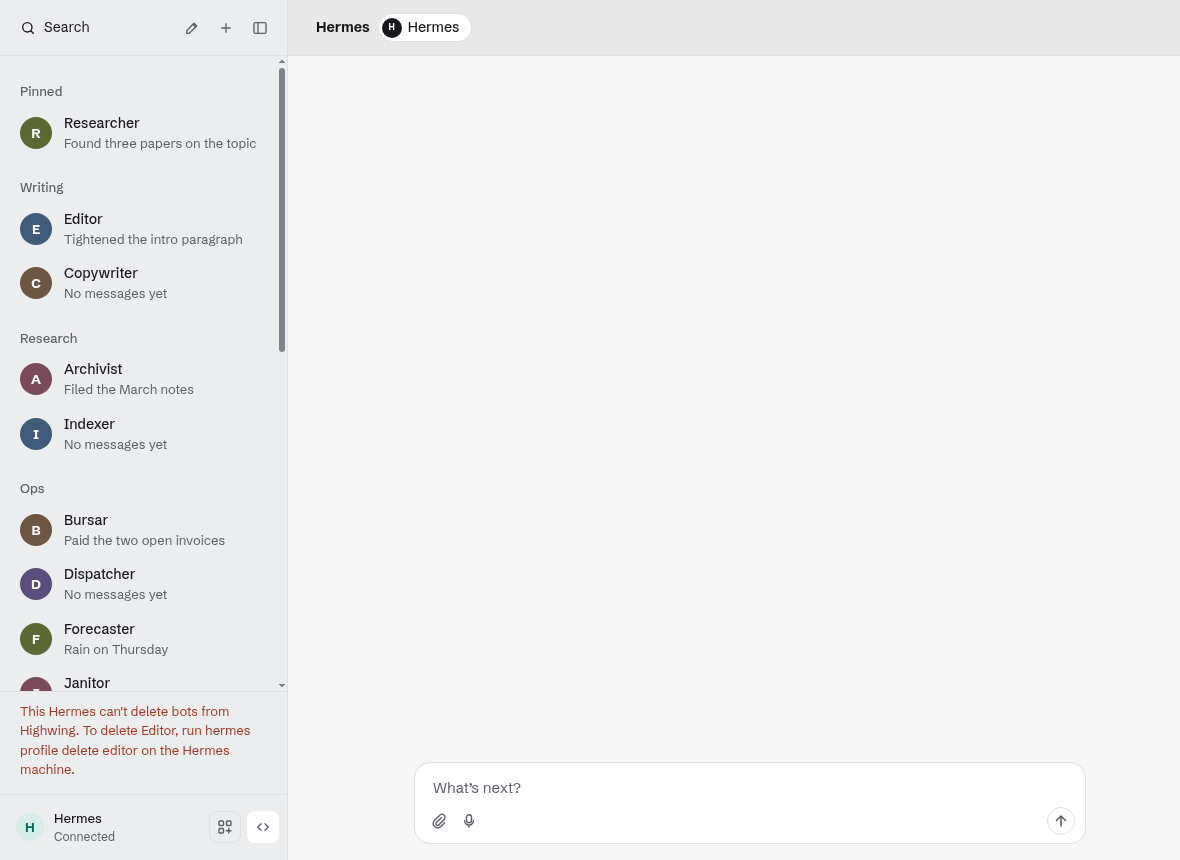 Search
Hermes
H Hermes
Pinned
R
Researcher
Found three papers on the topic
Writing
E
Editor
Tightened the intro paragraph
C
Copywriter
No messages yet
Research
A
Archivist
Filed the March notes
I
Indexer
No messages yet
Ops
B
Bursar
Paid the two open invoices
D
Dispatcher
No messages yet
F
Forecaster
Rain on Thursday
Janitor
This Hermes can't delete bots from
Highwing. To delete Editor, run hermes
profile delete editor on the Hermes
machine.
H
Hermes
Connected
What's next?